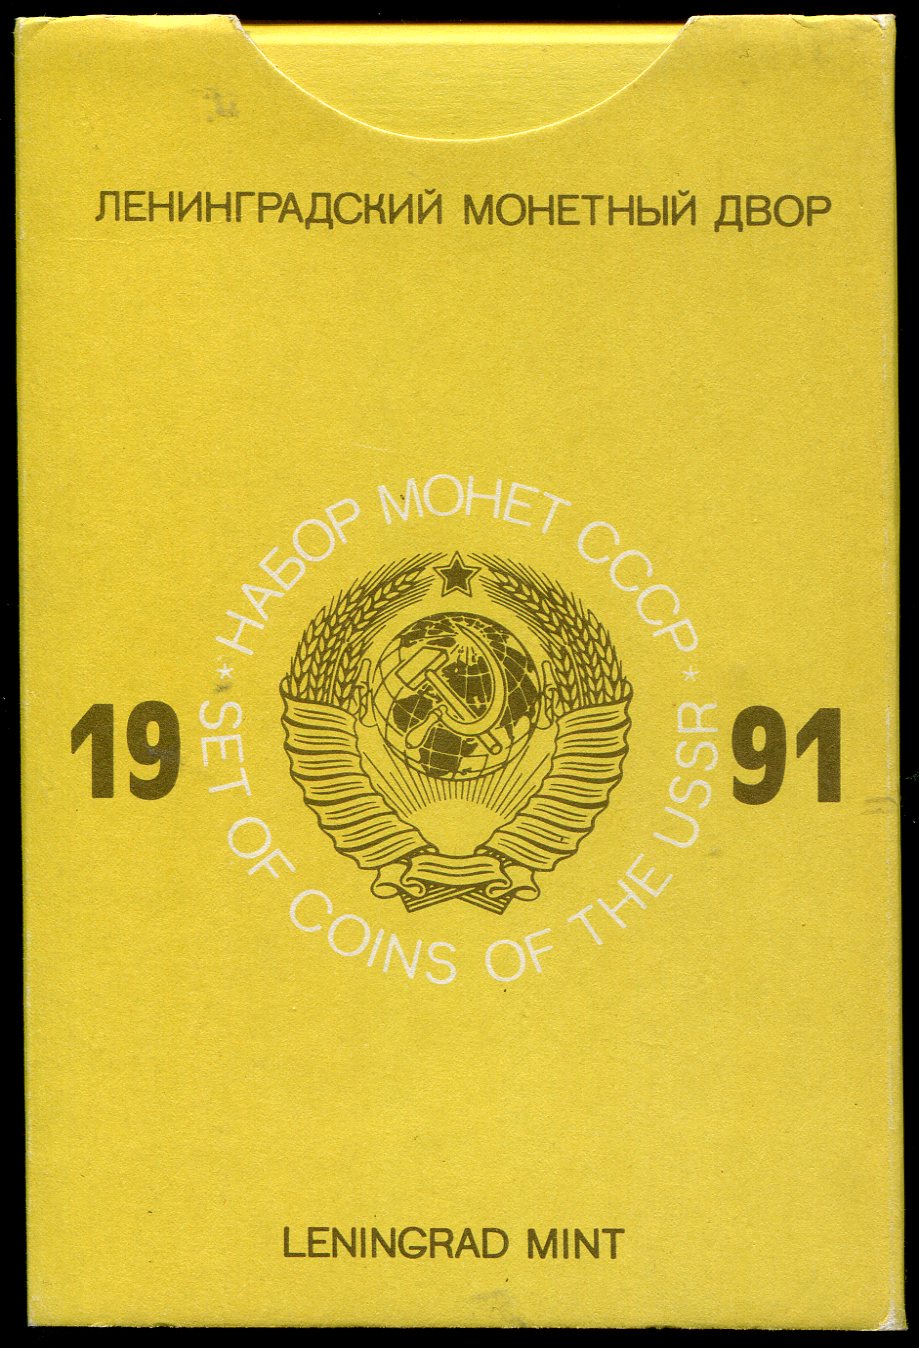 ЛЕНИНГРАДСКИЙ МОНЕТНЫЙ ДВОР
НАБОР МОНЕТ СССР
19 91
* SET OF COINS OF THE USSR *
LENINGRAD MINT